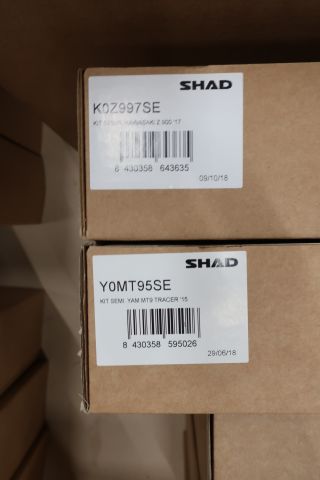 SHAD
K0Z997SE
KIT SEMI KAWASAKI Z 900 '17
8 430358 643635
09/10/18
SHAD
Y0MT95SE
KIT SEMI YAM MT9 TRACER '15
8 430358 595026
29/06/18